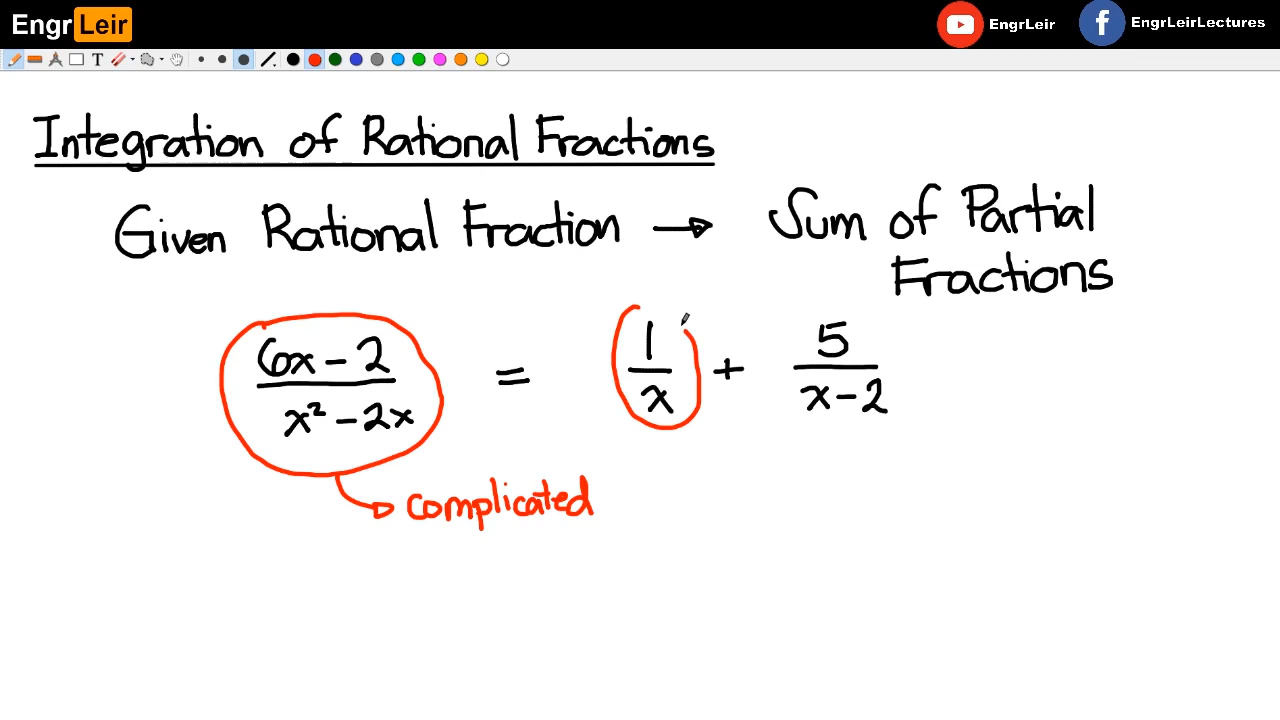 EngrLeir
EngrLeir
EngrLeirLectures
T
Integration of Rational Fractions
Given Rational Fraction → Sum of Partial
Fractions
6x - 2 / x² - 2x = 1 / x + 5 / x - 2
complicated